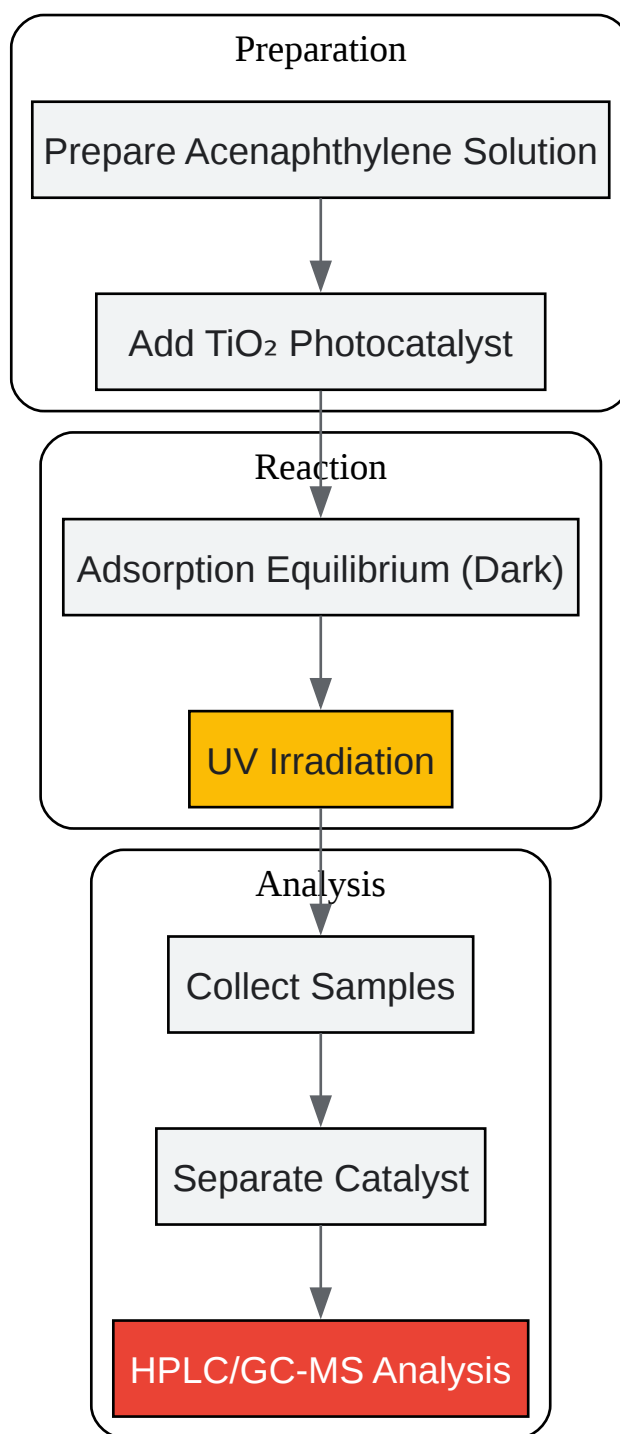 Preparation
Prepare Acenaphthylene Solution
Add TiO₂ Photocatalyst
Reaction
Adsorption Equilibrium (Dark)
UV Irradiation
Analysis
Collect Samples
Separate Catalyst
HPLC/GC-MS Analysis